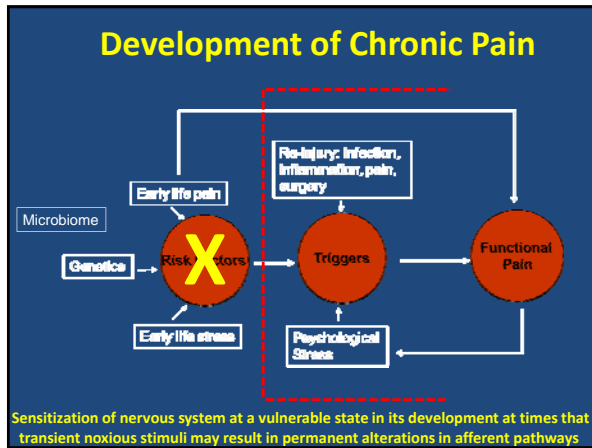 Development of Chronic Pain
Re-injury: Infection,
inflammation, pain,
surgery
Early life pain
Microbiome
Risk Factors
X
Triggers
Functional
Pain
Genetics
Early life stress
Psychological
Stress
Sensitization of nervous system at a vulnerable state in its development at times that
transient noxious stimuli may result in permanent alterations in afferent pathways